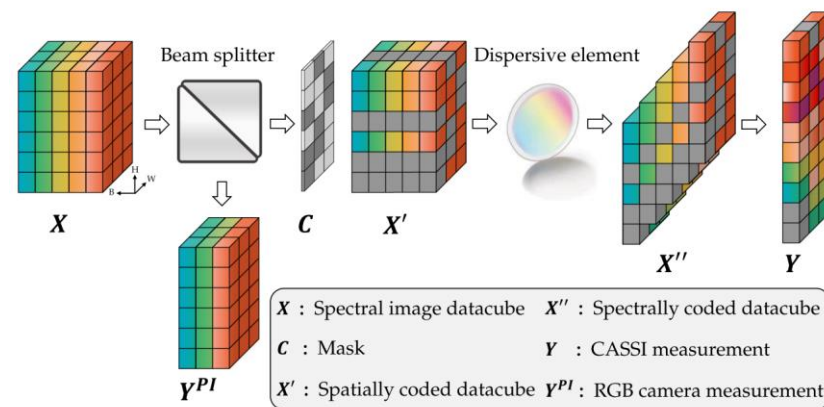 Beam splitter
Dispersive element
H
W
B
X
C
X′
X′′
Y
Y^{PI}
X : Spectral image datacube X′′ : Spectrally coded datacube
C : Mask Y : CASSI measurement
X′ : Spatially coded datacube Y^{PI} : RGB camera measurement